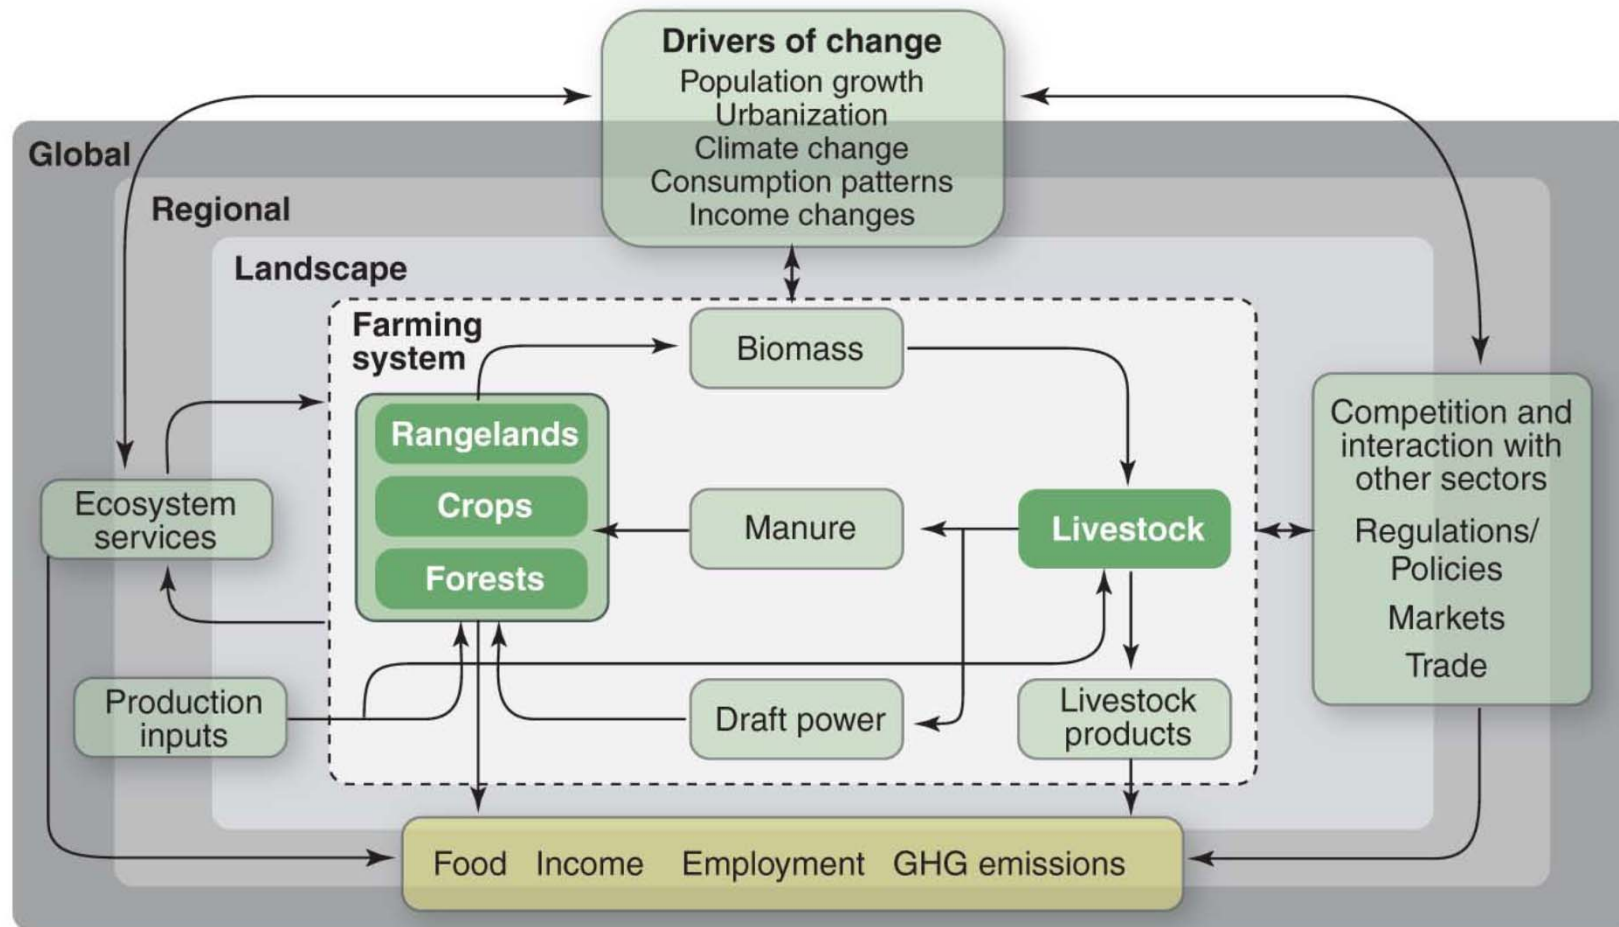 Drivers of change
Population growth
Urbanization
Climate change
Consumption patterns
Income changes
Global
Regional
Landscape
Farming
system
Biomass
Rangelands
Crops
Forests
Manure
Livestock
Ecosystem
services
Competition and
interaction with
other sectors
Regulations/
Policies
Markets
Trade
Production
inputs
Draft power
Livestock
products
Food Income Employment GHG emissions